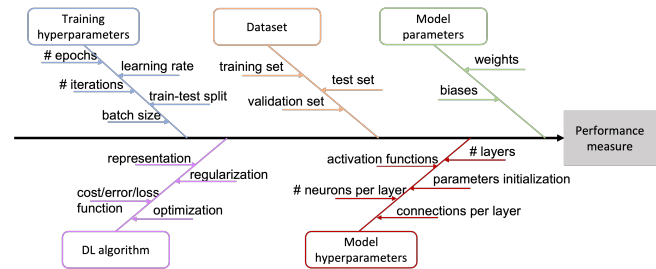 Training
hyperparameters
Dataset
Model
parameters
# epochs
learning rate
# iterations
train-test split
batch size
training set
test set
validation set
weights
biases
Performance
measure
representation
regularization
cost/error/loss
function
optimization
activation functions
# layers
parameters initialization
# neurons per layer
connections per layer
DL algorithm
Model
hyperparameters